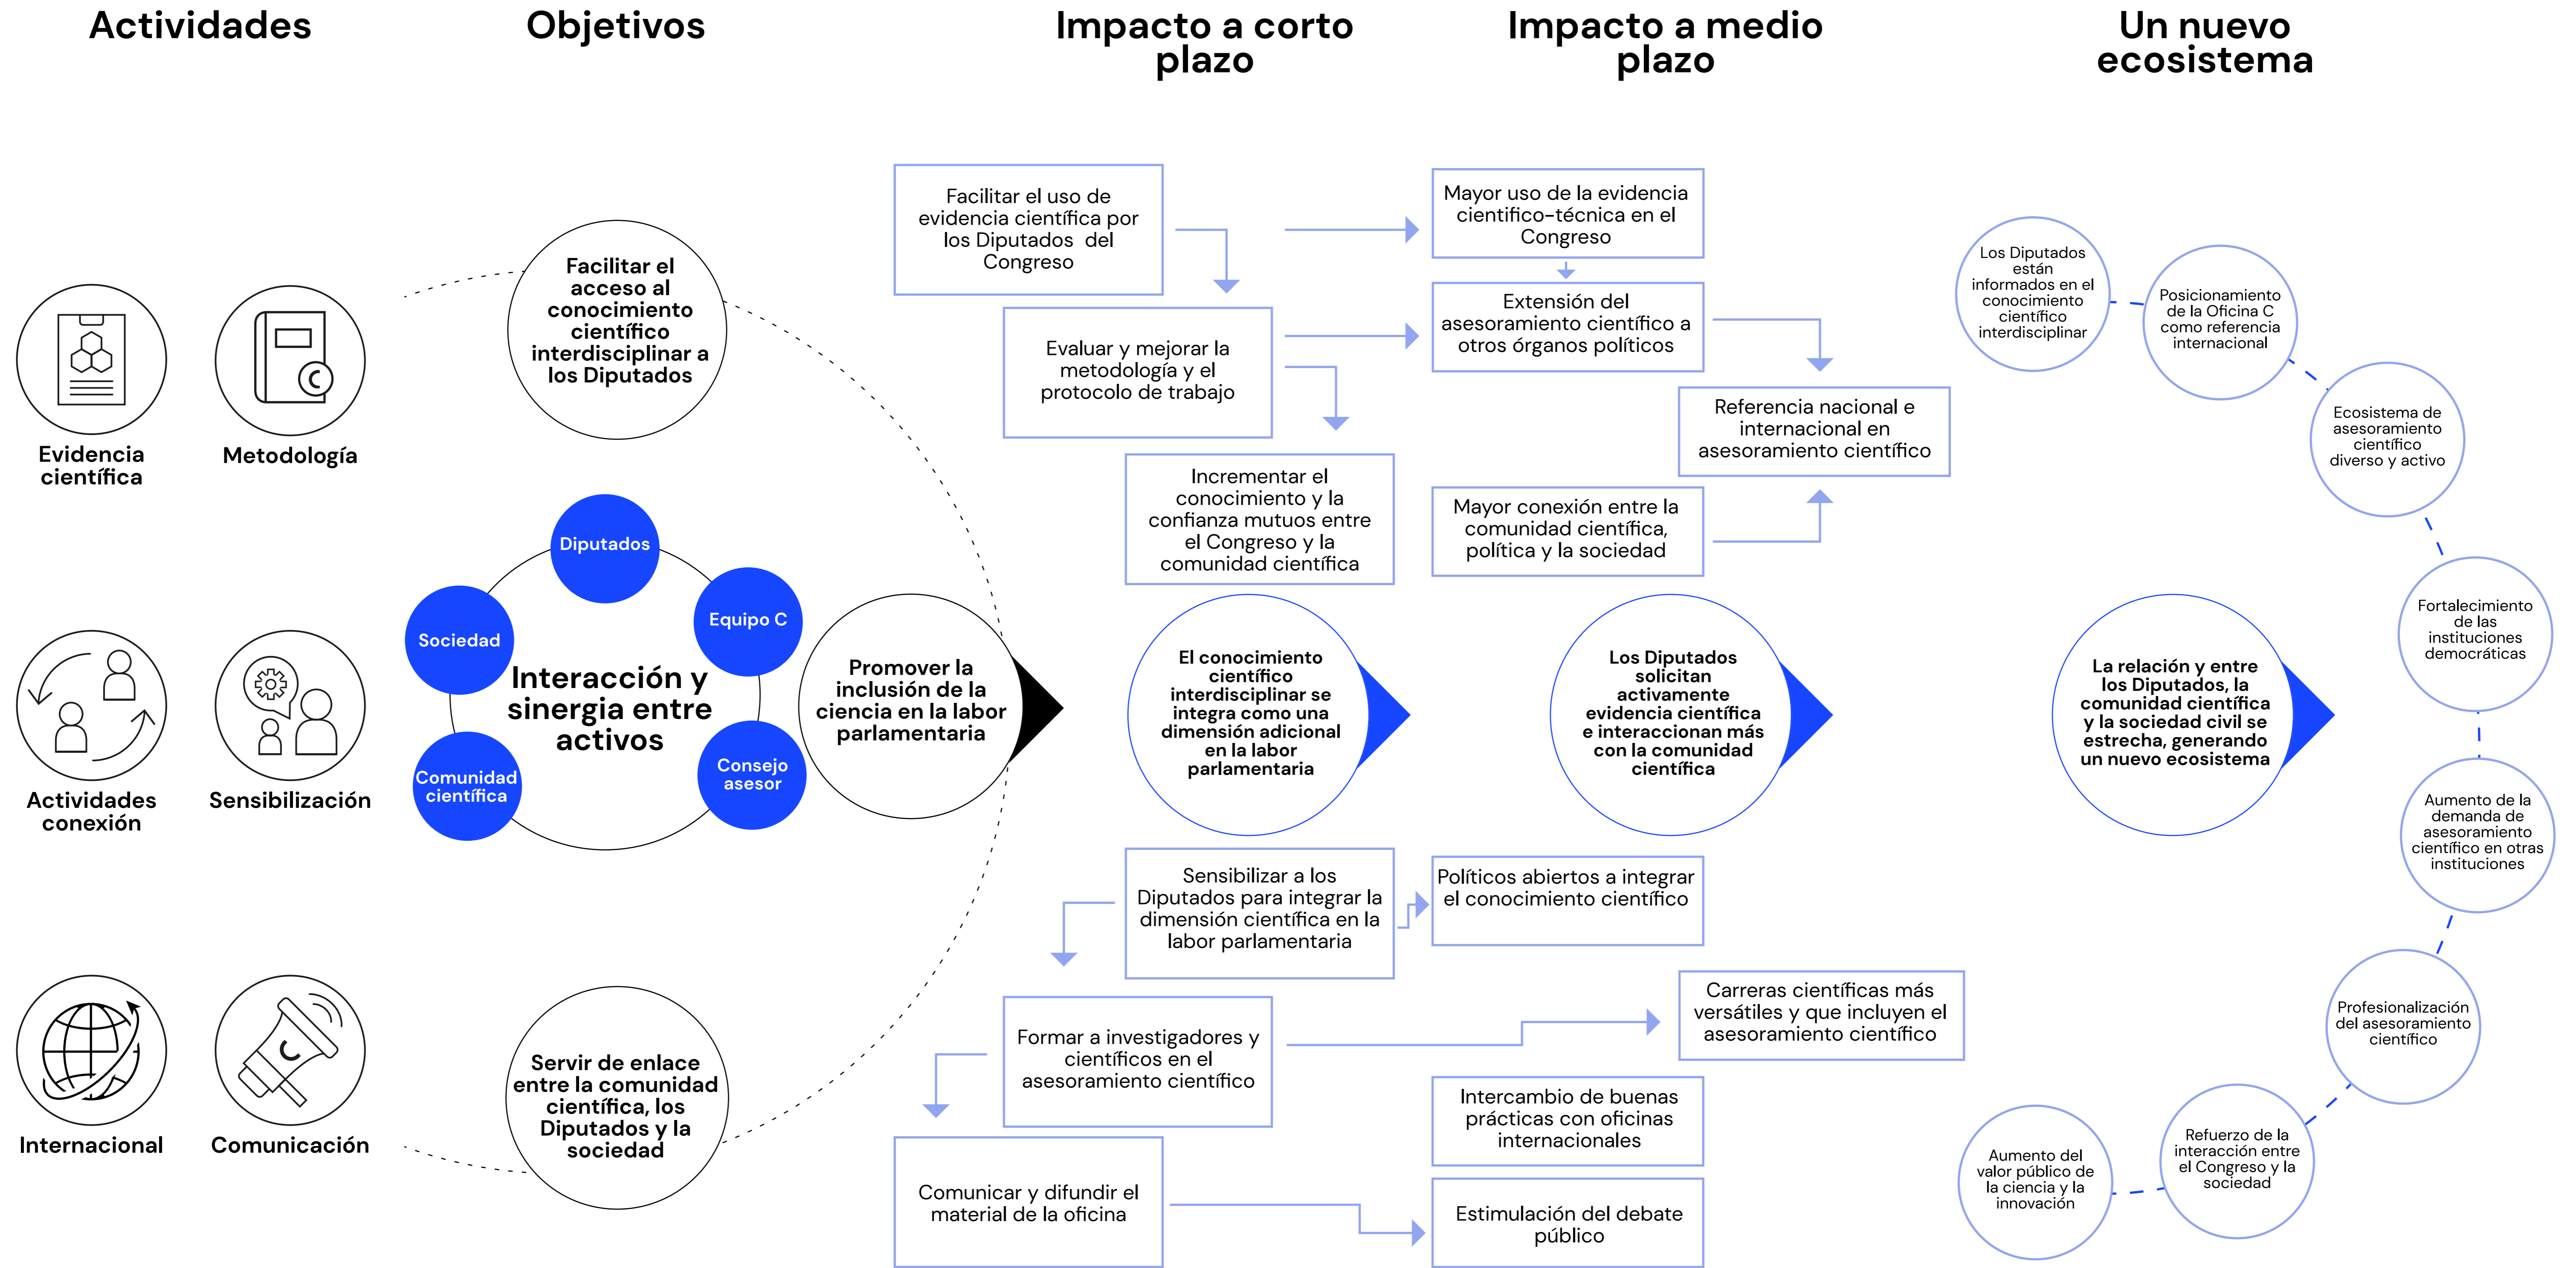 Actividades
Objetivos
Impacto a corto
plazo
Impacto a medio
plazo
Un nuevo
ecosistema
Evidencia
científica
Metodología
Actividades
conexión
Sensibilización
Internacional
Comunicación
Facilitar el
acceso al
conocimiento
científico
interdisciplinar a
los Diputados
Diputados
Equipo C
Sociedad
Interacción y
sinergia entre
activos
Comunidad
científica
Consejo
asesor
Promover la
inclusión de la
ciencia en la labor
parlamentaria
Servir de enlace
entre la comunidad
científica, los
Diputados y la
sociedad
Facilitar el uso de
evidencia científica por
los Diputados del
Congreso
Evaluar y mejorar la
metodología y el
protocolo de trabajo
Incrementar el
conocimiento y la
confianza mutuos entre
el Congreso y la
comunidad científica
El conocimiento
científico
interdisciplinar se
integra como una
dimensión adicional
en la labor
parlamentaria
Sensibilizar a los
Diputados para integrar la
dimensión científica en la
labor parlamentaria
Formar a investigadores y
científicos en el
asesoramiento científico
Comunicar y difundir el
material de la oficina
Mayor uso de la evidencia
cientifico-técnica en el
Congreso
Extensión del
asesoramiento científico a
otros órganos políticos
Referencia nacional e
internacional en
asesoramiento científico
Mayor conexión entre la
comunidad científica,
política y la sociedad
Los Diputados
solicitan
activamente
evidencia científica
e interaccionan más
con la comunidad
científica
Políticos abiertos a integrar
el conocimiento científico
Carreras científicas más
versátiles y que incluyen el
asesoramiento científico
Intercambio de buenas
prácticas con oficinas
internacionales
Estimulación del debate
público
La relación y entre
los Diputados, la
comunidad científica
y la sociedad civil se
estrecha, generando
un nuevo ecosistema
Los Diputados
están
informados en el
conocimiento
científico
interdisciplinar
Posicionamiento
de la Oficina C
como referencia
internacional
Ecosistema de
asesoramiento
científico
diverso y activo
Fortalecimiento
de las
instituciones
democráticas
Aumento de la
demanda de
asesoramiento
científico en otras
instituciones
Profesionalización
del asesoramiento
científico
Refuerzo de la
interacción entre
el Congreso y la
sociedad
Aumento del
valor público de
la ciencia y la
innovación